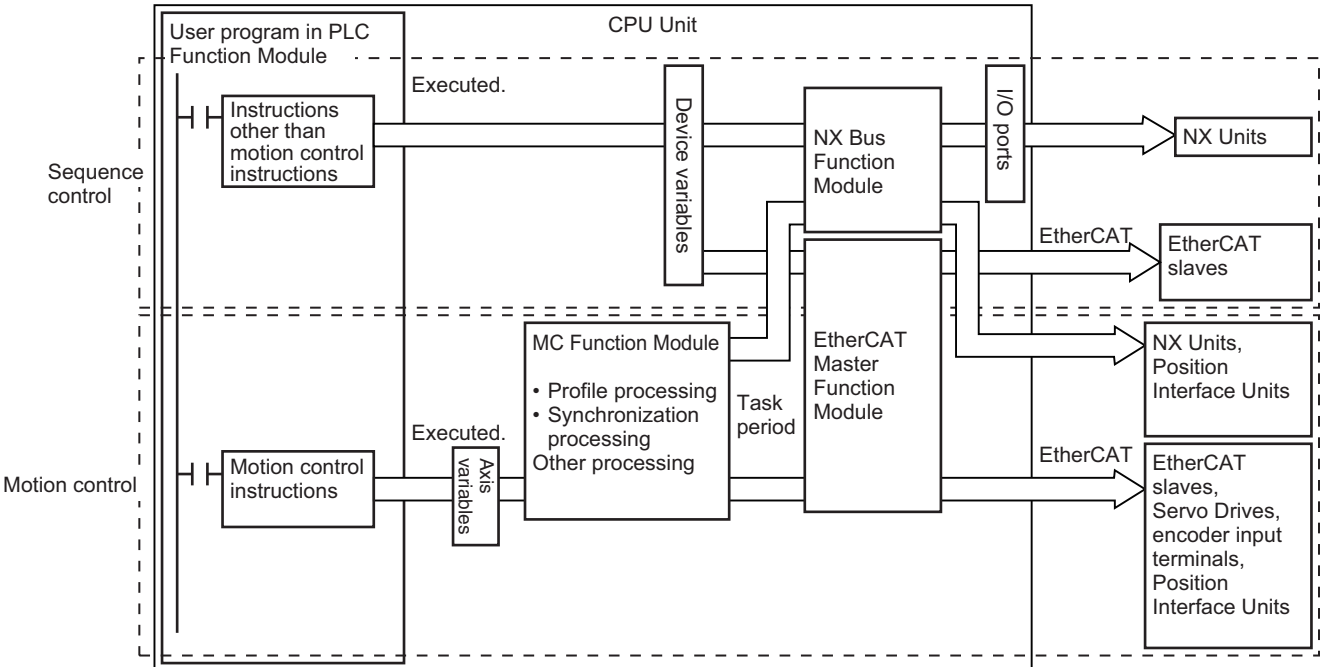 CPU Unit
User program in PLC
Function Module
Executed.
Instructions
other than
motion control
instructions
Device variables
NX Bus
Function
Module
I/O ports
NX Units
Sequence
control
EtherCAT
EtherCAT
slaves
MC Function Module
• Profile processing
• Synchronization
processing
Other processing
Task
period
EtherCAT
Master
Function
Module
NX Units,
Position
Interface Units
Motion control
Executed.
Motion control
instructions
Axis
variables
EtherCAT
EtherCAT
slaves,
Servo Drives,
encoder input
terminals,
Position
Interface Units